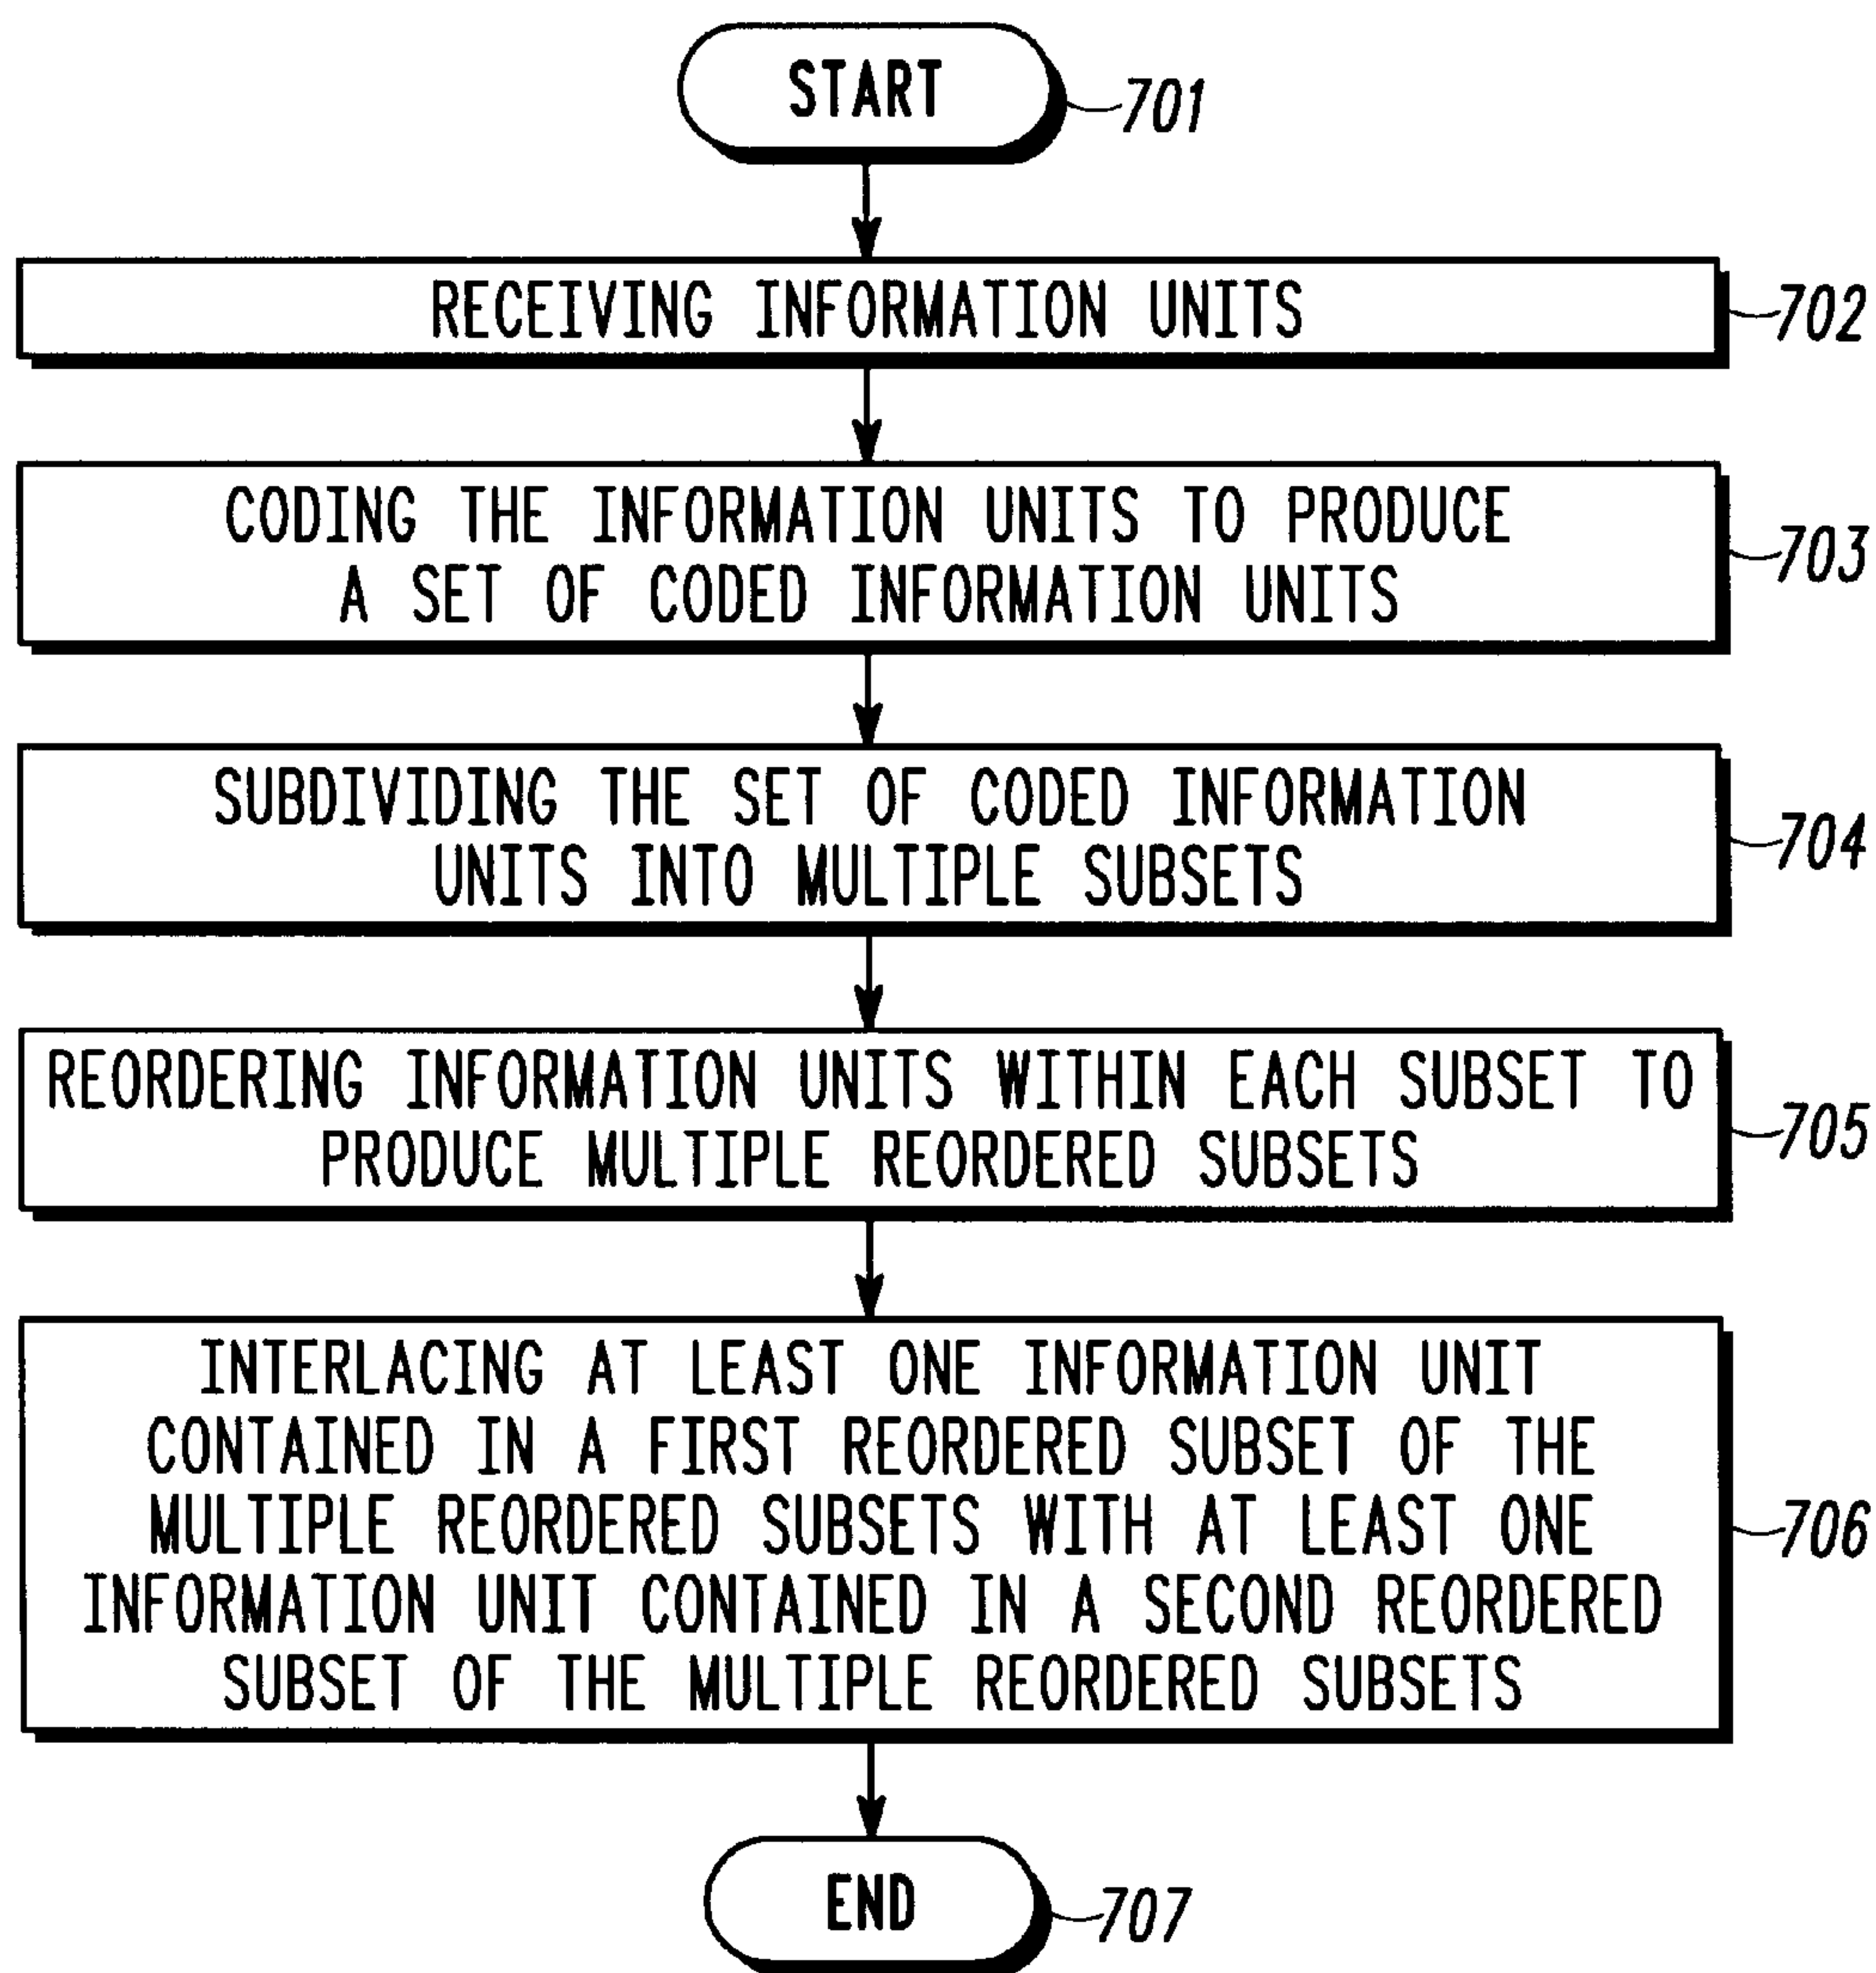 START
701
RECEIVING INFORMATION UNITS
702
CODING THE INFORMATION UNITS TO PRODUCE
A SET OF CODED INFORMATION UNITS
703
SUBDIVIDING THE SET OF CODED INFORMATION
UNITS INTO MULTIPLE SUBSETS
704
REORDERING INFORMATION UNITS WITHIN EACH SUBSET TO
PRODUCE MULTIPLE REORDERED SUBSETS
705
INTERLACING AT LEAST ONE INFORMATION UNIT
CONTAINED IN A FIRST REORDERED SUBSET OF THE
MULTIPLE REORDERED SUBSETS WITH AT LEAST ONE
INFORMATION UNIT CONTAINED IN A SECOND REORDERED
SUBSET OF THE MULTIPLE REORDERED SUBSETS
706
END
707